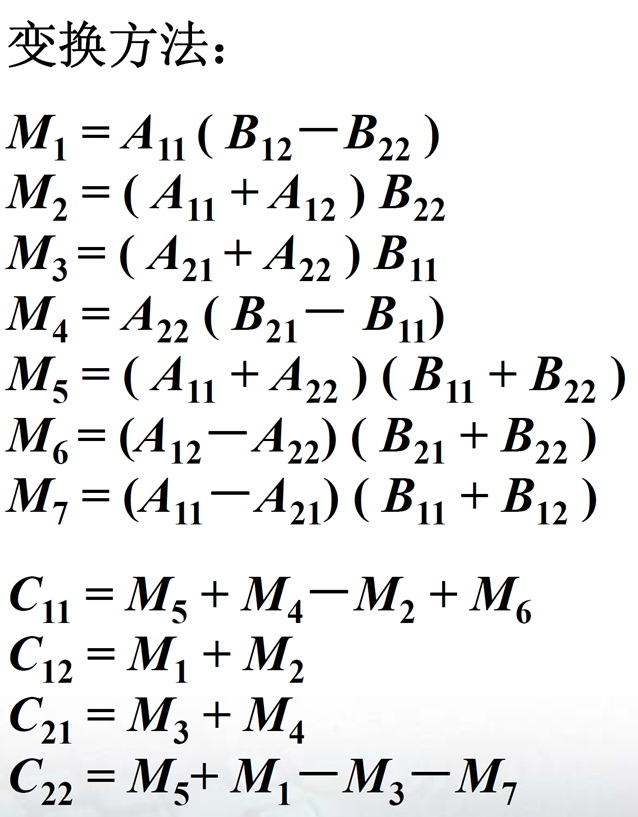 变换方法：
M₁ = A₁₁ ( B₁₂－B₂₂ )
M₂ = ( A₁₁ + A₁₂ ) B₂₂
M₃ = ( A₂₁ + A₂₂ ) B₁₁
M₄ = A₂₂ ( B₂₁－ B₁₁)
M₅ = ( A₁₁ + A₂₂ ) ( B₁₁ + B₂₂ )
M₆ = (A₁₂－A₂₂) ( B₂₁ + B₂₂ )
M₇ = (A₁₁－A₂₁) ( B₁₁ + B₁₂ )
C₁₁ = M₅ + M₄－M₂ + M₆
C₁₂ = M₁ + M₂
C₂₁ = M₃ + M₄
C₂₂ = M₅+ M₁－M₃－M₇